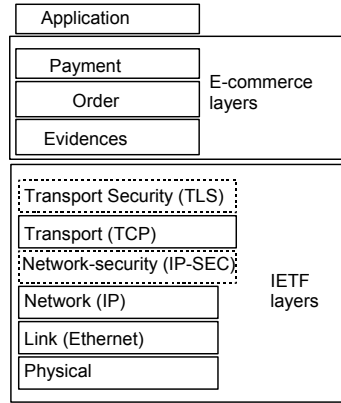 Application
Payment
Order
Evidences
E-commerce
layers
Transport Security (TLS)
Transport (TCP)
Network-security (IP-SEC)
Network (IP)
Link (Ethernet)
Physical
IETF
layers